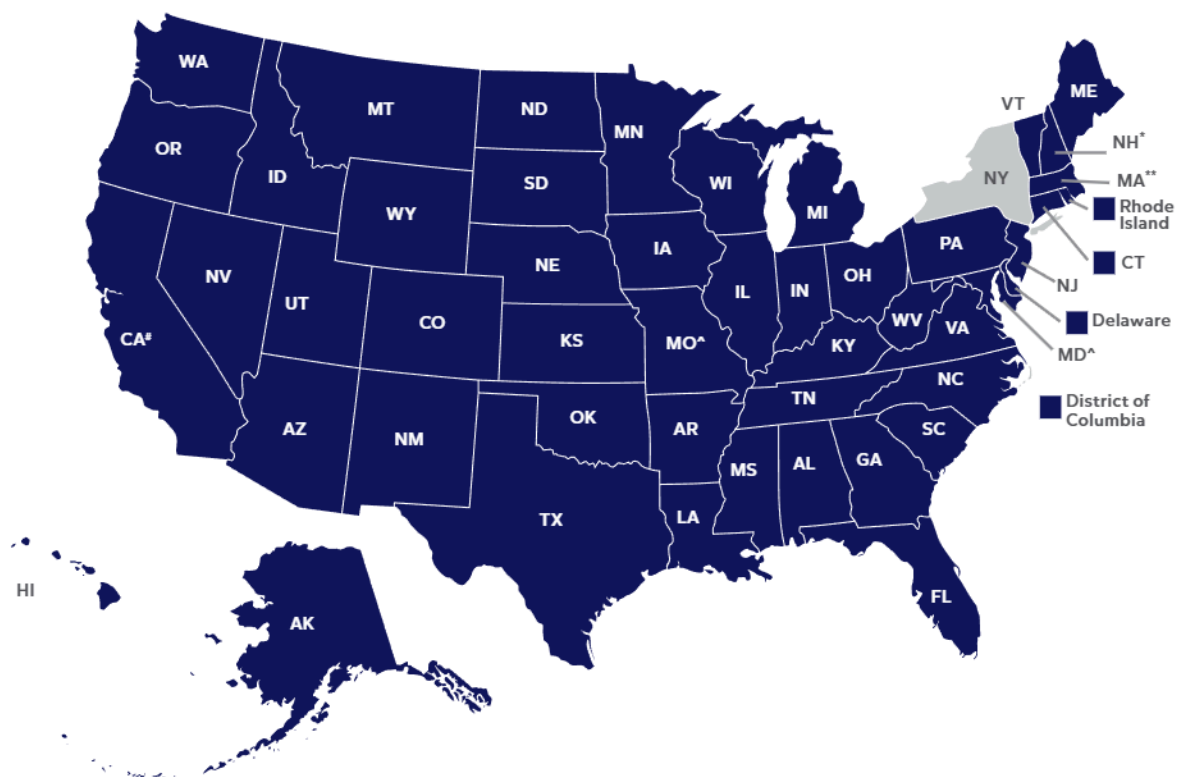 WA
ME
VT
MT
ND
MN
OR
NH*
ID
SD
WI
NY
MA**
WY
MI
Rhode
Island
PA
IA
NE
CT
NV
OH
UT
IL
IN
NJ
CO
WV
VA
Delaware
CA#
KS
MO^
KY
MD^
NC
TN
District of
Columbia
OK
AZ
AR
SC
NM
GA
MS
AL
TX
LA
HI
FL
AK